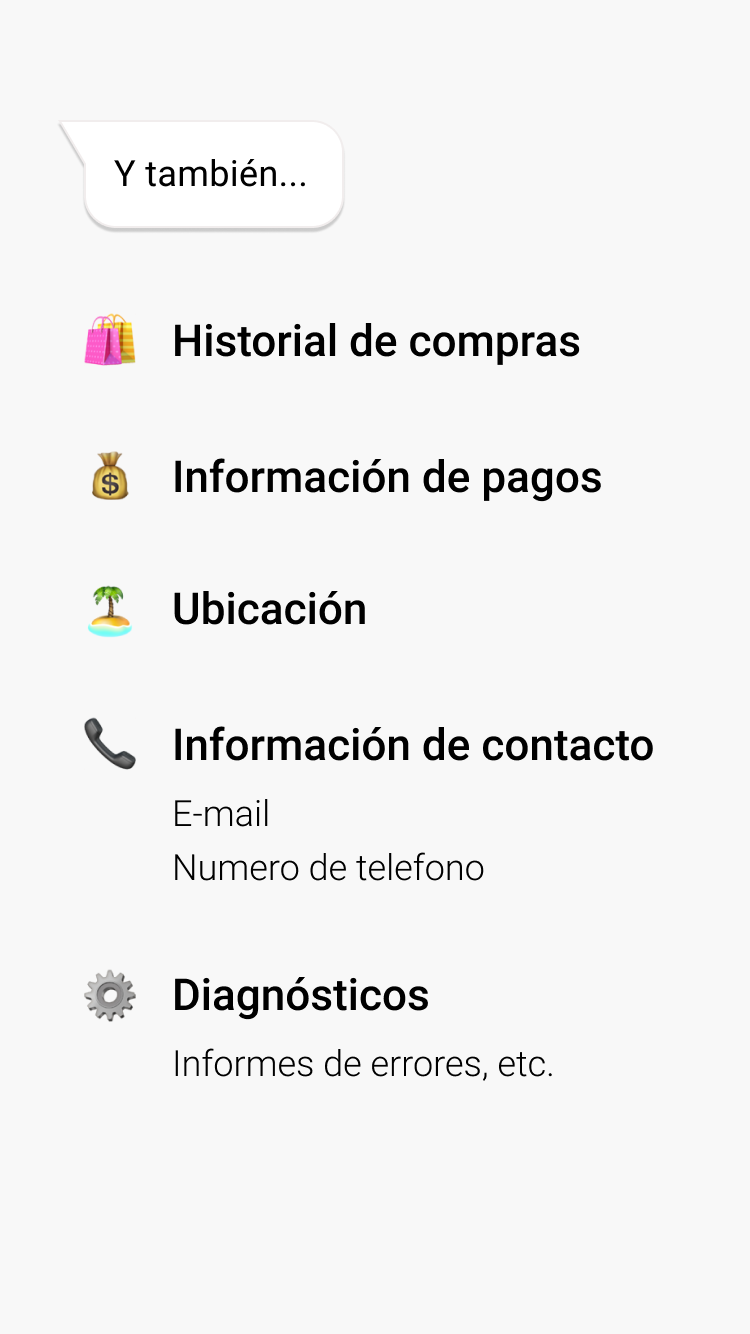 Y también...
Historial de compras
Información de pagos
Ubicación
Información de contacto
E-mail
Numero de telefono
Diagnósticos
Informes de errores, etc.